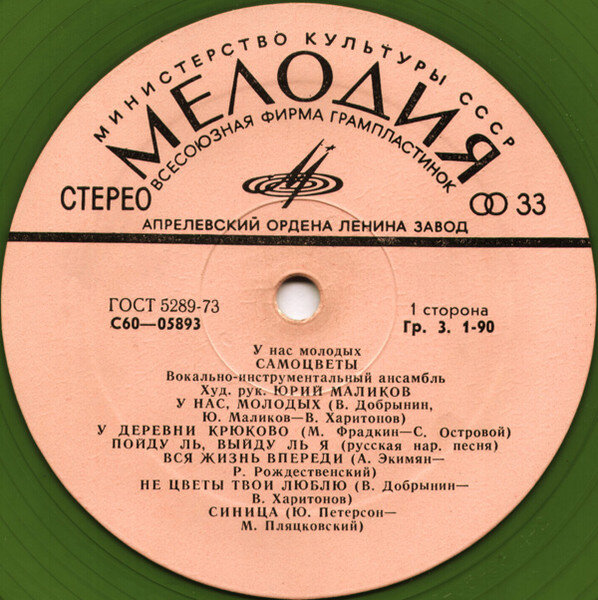 МИНИСТЕРСТВО КУЛЬТУРЫ СССР
МЕЛОДИЯ
ВСЕСОЮЗНАЯ ФИРМА ГРАМПЛАСТИНОК
СТЕРЕО
33
АПРЕЛЕВСКИЙ ОРДЕНА ЛЕНИНА ЗАВОД
ГОСТ 5289-73
С60—05893
1 сторона
Гр. 3. 1-90
У нас молодых
САМОЦВЕТЫ
Вокально-инструментальный ансамбль
Худ. рук. ЮРИЙ МАЛИКОВ
У НАС, МОЛОДЫХ (В. Добрынин,
Ю. Маликов—В. Харитонов)
У ДЕРЕВНИ КРЮКОВО (М. Фрадкин—С. Островой)
ПОЙДУ ЛЬ, ВЫЙДУ ЛЬ Я (русская нар. песня)
ВСЯ ЖИЗНЬ ВПЕРЕДИ (А. Экимян—
Р. Рождественский)
НЕ ЦВЕТЫ ТВОИ ЛЮБЛЮ (В. Добрынин—
В. Харитонов)
СИНИЦА (Ю. Петерсон—
М. Пляцковский)